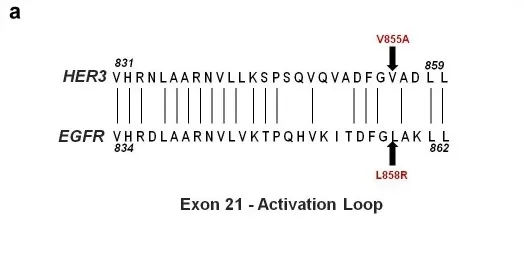 a
V855A
831 859
HER3 V H R N L A A R N V L L K S P S Q V Q V A D F G V A D L L
EGFR V H R D L A A R N V L V K T P Q H V K I T D F G L A K L L
834 862
L858R
Exon 21 - Activation Loop